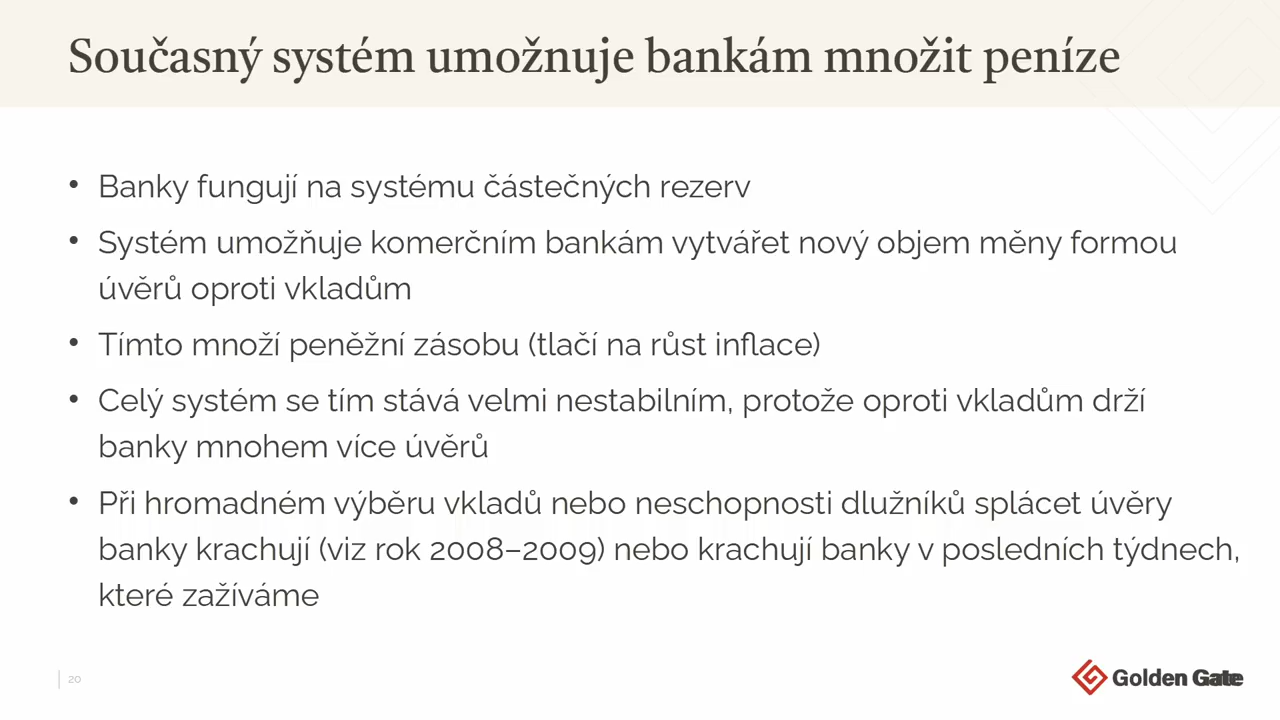 Současný systém umožnuje bankám množit peníze
• Banky fungují na systému částečných rezerv
• Systém umožňuje komerčním bankám vytvářet nový objem měny formou
úvěrů oproti vkladům
• Tímto množí peněžní zásobu (tlačí na růst inflace)
• Celý systém se tím stává velmi nestabilním, protože oproti vkladům drží
banky mnohem více úvěrů
• Při hromadném výběru vkladů nebo neschopnosti dlužníků splácet úvěry
banky krachují (viz rok 2008–2009) nebo krachují banky v posledních týdnech,
které zažíváme
20
Golden Gate